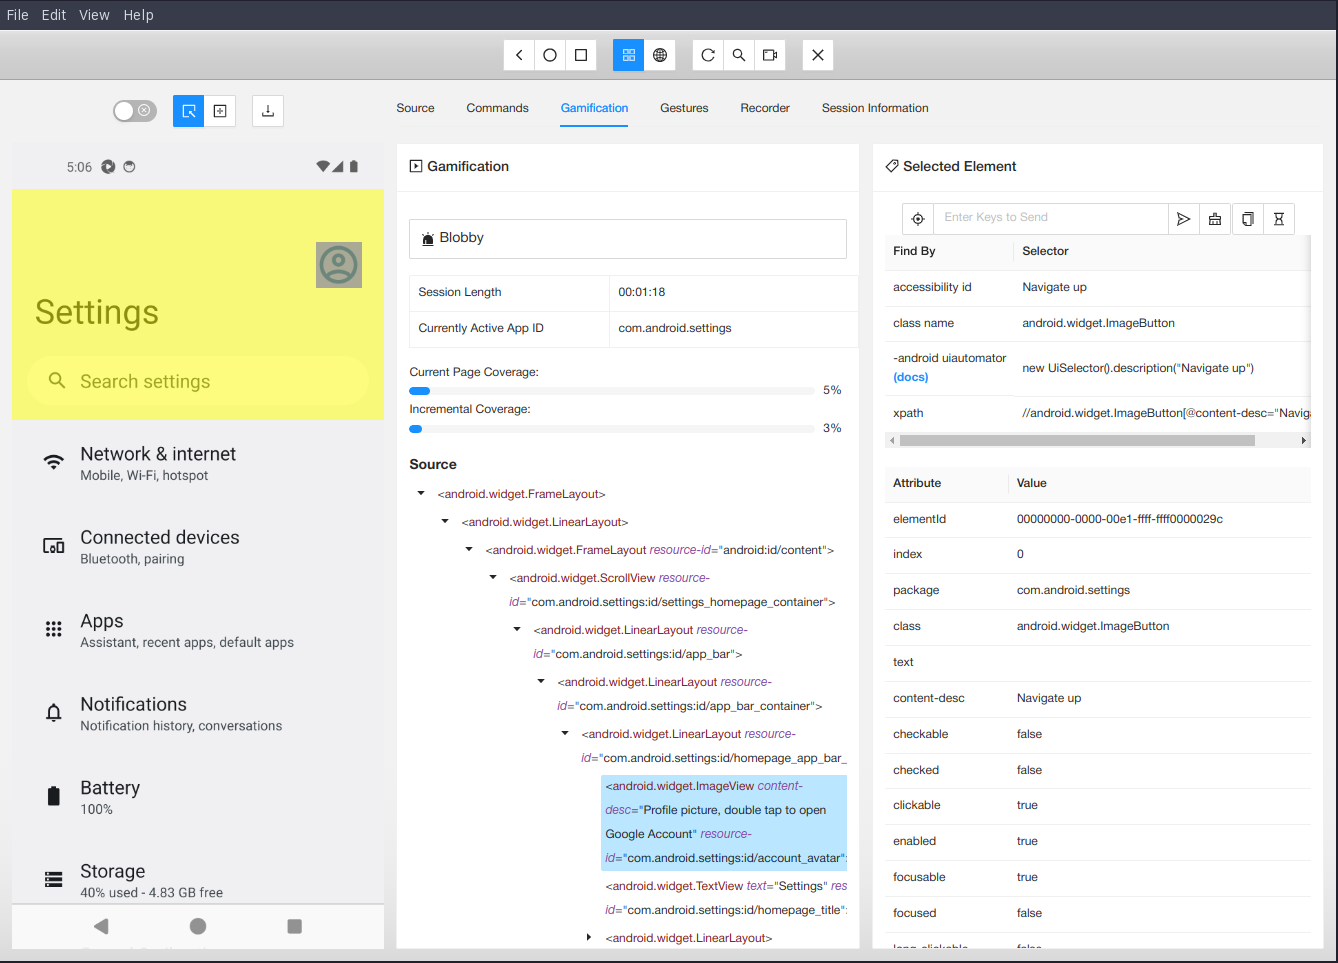 File Edit View Help
Source Commands Gamification Gestures Recorder Session Information
5:06
Settings
Search settings
Network & internet
Mobile, Wi-Fi, hotspot
Connected devices
Bluetooth, pairing
Apps
Assistant, recent apps, default apps
Notifications
Notification history, conversations
Battery
100%
Storage
40% used - 4.83 GB free
Gamification
Blobby
Session Length 00:01:18
Currently Active App ID com.android.settings
Current Page Coverage:
5%
Incremental Coverage:
3%
Source
<android.widget.FrameLayout>
<android.widget.LinearLayout>
<android.widget.FrameLayout resource-id="android:id/content">
<android.widget.ScrollView resource-
id="com.android.settings:id/settings_homepage_container">
<android.widget.LinearLayout resource-
id="com.android.settings:id/app_bar">
<android.widget.LinearLayout resource-
id="com.android.settings:id/app_bar_container">
<android.widget.LinearLayout resource-
id="com.android.settings:id/homepage_app_bar_
<android.widget.ImageView content-
desc="Profile picture, double tap to open
Google Account" resource-
id="com.android.settings:id/account_avatar"
<android.widget.TextView text="Settings" res
id="com.android.settings:id/homepage_title"
<android.widget.LinearLayout>
Selected Element
Enter Keys to Send
Find By Selector
accessibility id Navigate up
class name android.widget.ImageButton
-android uiautomator
(docs)
new UiSelector().description("Navigate up")
xpath //android.widget.ImageButton[@content-desc="Naviga
Attribute Value
elementId 00000000-0000-00e1-ffff-ffff0000029c
index 0
package com.android.settings
class android.widget.ImageButton
text
content-desc Navigate up
checkable false
checked false
clickable true
enabled true
focusable true
focused false
long-clickable false